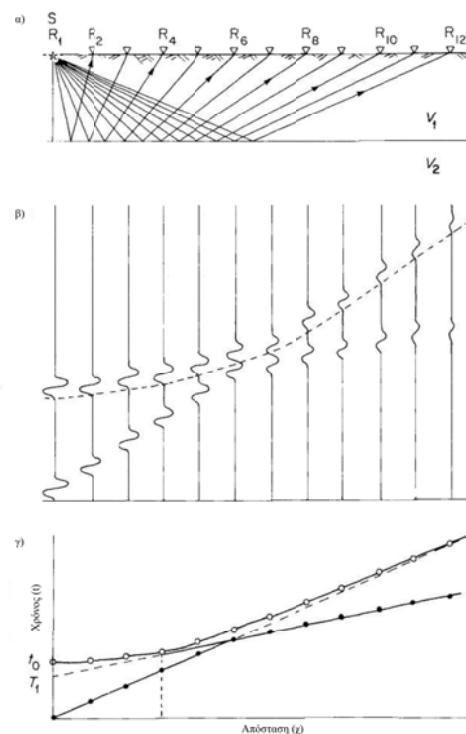 α)
S
R₁ R₂ R₄ R₆ R₈ R₁₀ R₁₂
V₁
V₂
β)
γ)
Χρόνος (t)
t₀
T₁
Απόσταση (χ)